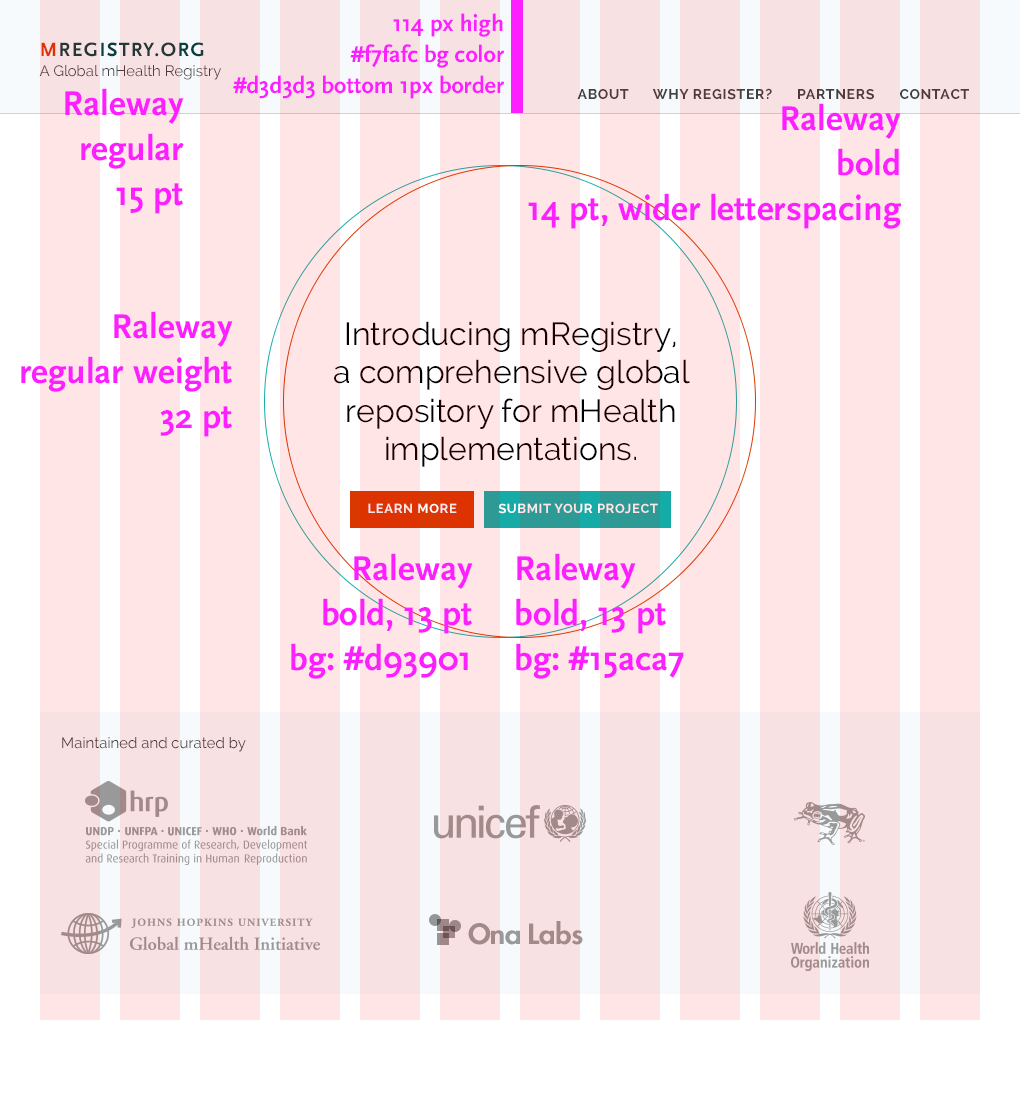 114 px high
#f7fafc bg color
#d3d3d3 bottom 1px border
MREGISTRY.ORG
A Global mHealth Registry
ABOUT WHY REGISTER? PARTNERS CONTACT
Raleway
regular
15 pt
Raleway
bold
14 pt, wider letterspacing
Raleway
regular weight
32 pt
Introducing mRegistry,
a comprehensive global
repository for mHealth
implementations.
LEARN MORE
SUBMIT YOUR PROJECT
Raleway
bold, 13 pt
bg: #d93901
Raleway
bold, 13 pt
bg: #15aca7
Maintained and curated by
hrp
UNDP · UNFPA · UNICEF · WHO · World Bank
Special Programme of Research, Development
and Research Training in Human Reproduction
unicef
JOHNS HOPKINS UNIVERSITY
Global mHealth Initiative
Ona Labs
World Health
Organization